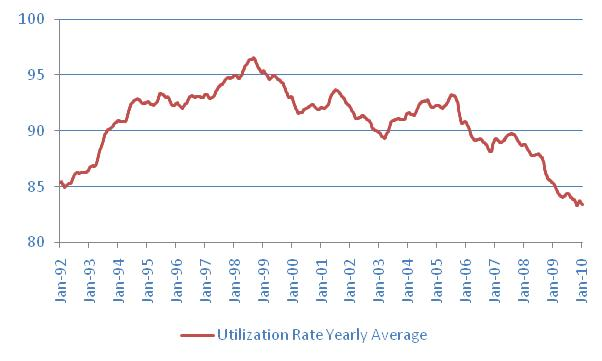 100
95
90
85
80
Jan-92
Jan-93
Jan-94
Jan-95
Jan-96
Jan-97
Jan-98
Jan-99
Jan-00
Jan-01
Jan-02
Jan-03
Jan-04
Jan-05
Jan-06
Jan-07
Jan-08
Jan-09
Jan-10
Utilization Rate Yearly Average